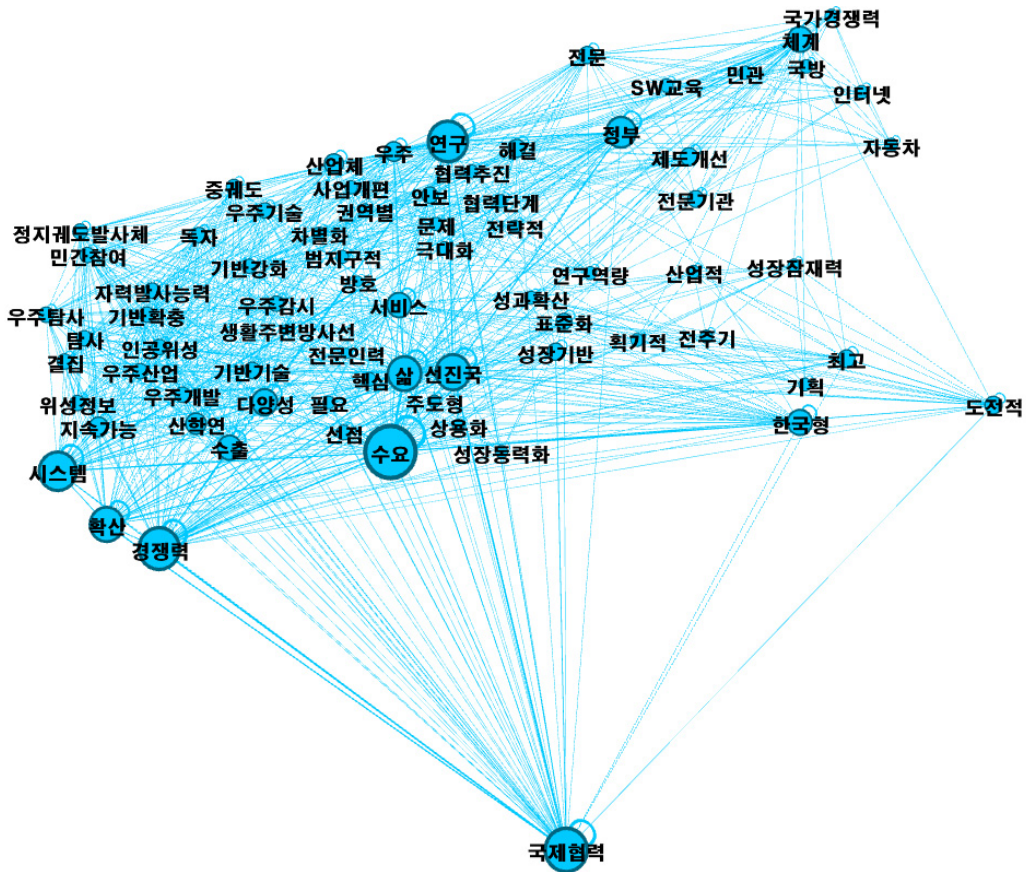 국가경쟁력
체계
전문
국방
민관
SW교육
인터넷
정부
연구
자동차
해결
우주
제도개선
산업체
협력추진
중궤도
사업개편
안보
협력단계
전문기관
우주기술
권역별
문제
전략적
정지궤도발사체
독자
차별화
극대화
민간참여
범지구적
기반강화
성장잠재력
연구역량
산업적
방호
자력발사능력
성과확산
우주감시
서비스
우주탐사
기반확충
표준화
생활주변방사선
탐사
획기적
전주기
인공위성
전문인력
성장기반
결집
최고
우주산업
기반기술
핵심
삶
선진국
기획
우주개발
위성정보
다양성
필요
주도형
도전적
지속가능
산학연
한국형
상용화
선점
수출
수요
성장동력화
시스템
확산
경쟁력
국제협력